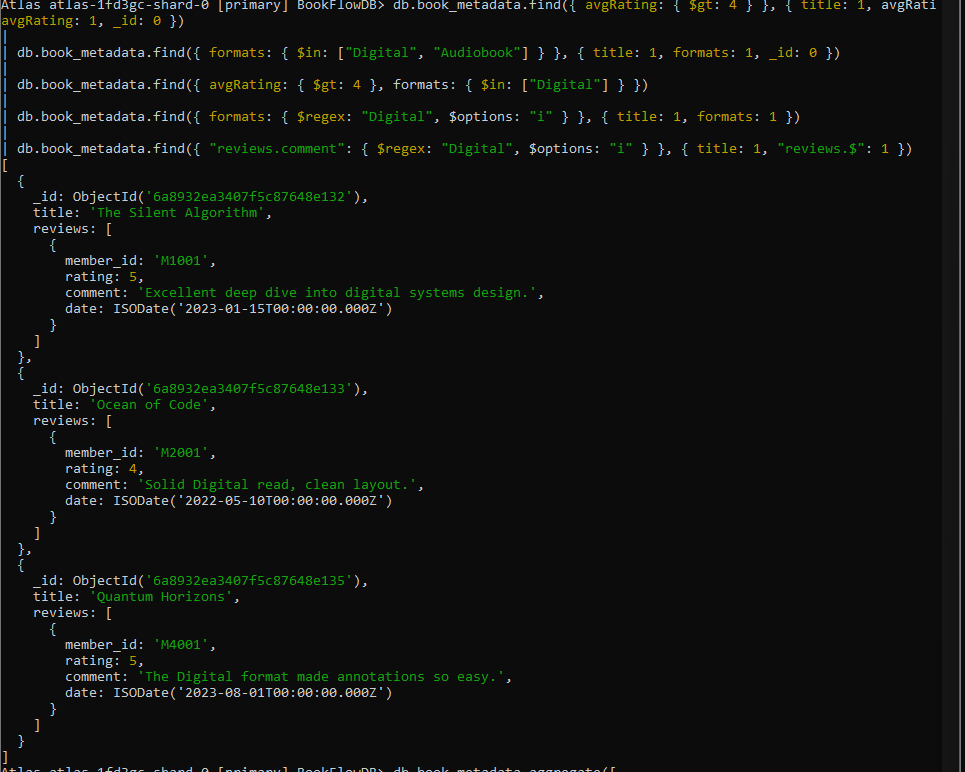 Atlas atlas-1fd3gc-shard-0 [primary] BookFlowDB> db.book_metadata.find({ avgRating: { $gt: 4 } }, { title: 1, avgRati
avgRating: 1, _id: 0 })
|
| db.book_metadata.find({ formats: { $in: ["Digital", "Audiobook"] } }, { title: 1, formats: 1, _id: 0 })
|
| db.book_metadata.find({ avgRating: { $gt: 4 }, formats: { $in: ["Digital"] } })
|
| db.book_metadata.find({ formats: { $regex: "Digital", $options: "i" } }, { title: 1, formats: 1 })
|
| db.book_metadata.find({ "reviews.comment": { $regex: "Digital", $options: "i" } }, { title: 1, "reviews.$": 1 })
[
  {
    _id: ObjectId('6a8932ea3407f5c87648e132'),
    title: 'The Silent Algorithm',
    reviews: [
      {
        member_id: 'M1001',
        rating: 5,
        comment: 'Excellent deep dive into digital systems design.',
        date: ISODate('2023-01-15T00:00:00.000Z')
      }
    ]
  },
  {
    _id: ObjectId('6a8932ea3407f5c87648e133'),
    title: 'Ocean of Code',
    reviews: [
      {
        member_id: 'M2001',
        rating: 4,
        comment: 'Solid Digital read, clean layout.',
        date: ISODate('2022-05-10T00:00:00.000Z')
      }
    ]
  },
  {
    _id: ObjectId('6a8932ea3407f5c87648e135'),
    title: 'Quantum Horizons',
    reviews: [
      {
        member_id: 'M4001',
        rating: 5,
        comment: 'The Digital format made annotations so easy.',
        date: ISODate('2023-08-01T00:00:00.000Z')
      }
    ]
  }
]
Atlas atlas-1fd3gc-shard-0 [primary] BookFlowDB> db.book_metadata.aggregate([